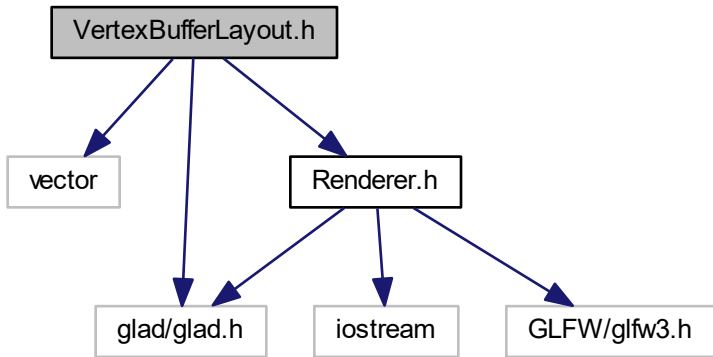 VertexBufferLayout.h
vector
Renderer.h
glad/glad.h
iostream
GLFW/glfw3.h